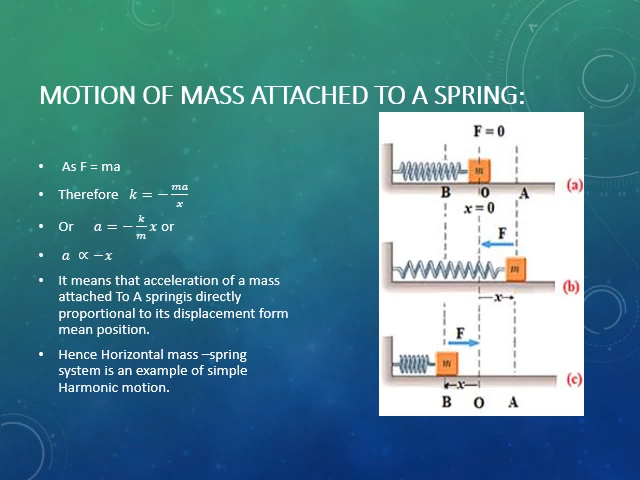 MOTION OF MASS ATTACHED TO A SPRING:
• As F = ma
• Therefore k = −ma/x
• Or a = −k/m x or
• a ∝ −x
• It means that acceleration of a mass
attached To A springis directly
proportional to its displacement form
mean position.
• Hence Horizontal mass –spring
system is an example of simple
Harmonic motion.
F = 0
m
(a)
B O A
x = 0
F
m
(b)
x
F
m
(c)
x
B O A